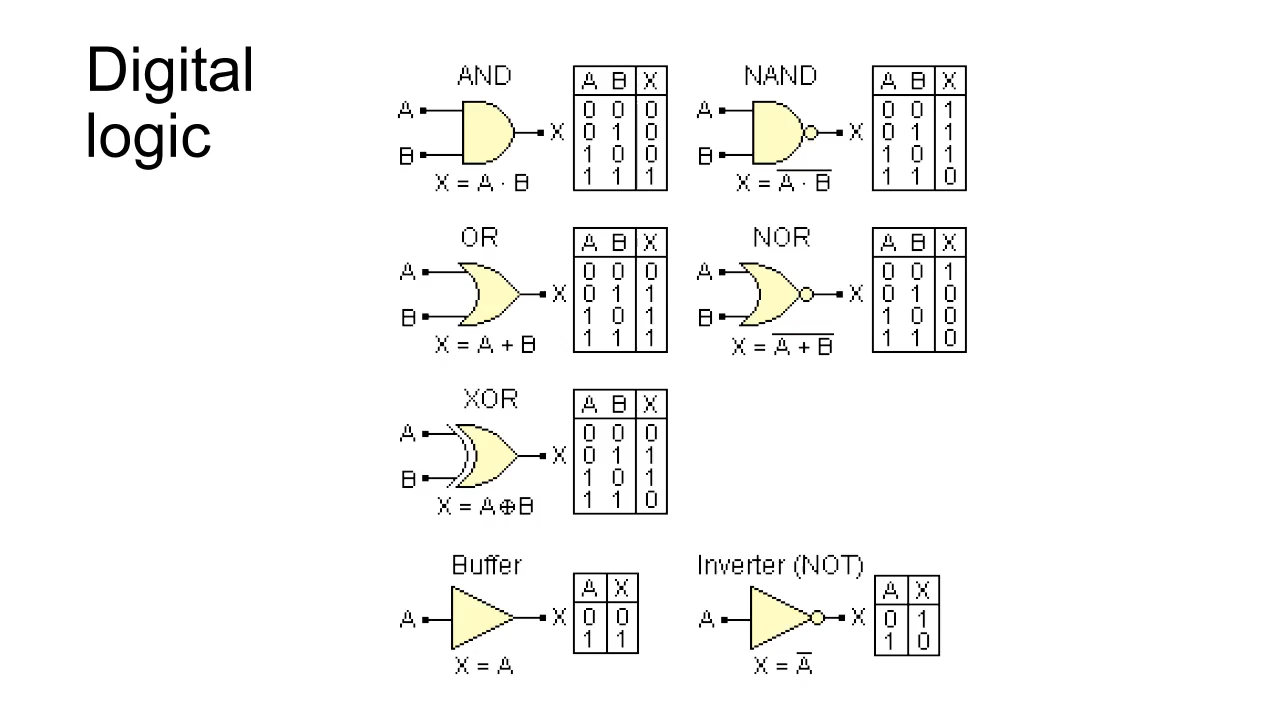 Digital
logic
AND
A
B
X
X = A · B
A B X
0 0 0
0 1 0
1 0 0
1 1 1
NAND
A
B
X
X = A · B
A B X
0 0 1
0 1 1
1 0 1
1 1 0
OR
A
B
X
X = A + B
A B X
0 0 0
0 1 1
1 0 1
1 1 1
NOR
A
B
X
X = A + B
A B X
0 0 1
0 1 0
1 0 0
1 1 0
XOR
A
B
X
X = A⊕B
A B X
0 0 0
0 1 1
1 0 1
1 1 0
Buffer
A
X
X = A
A X
0 0
1 1
Inverter (NOT)
A
X
X = A̅
A X
0 1
1 0